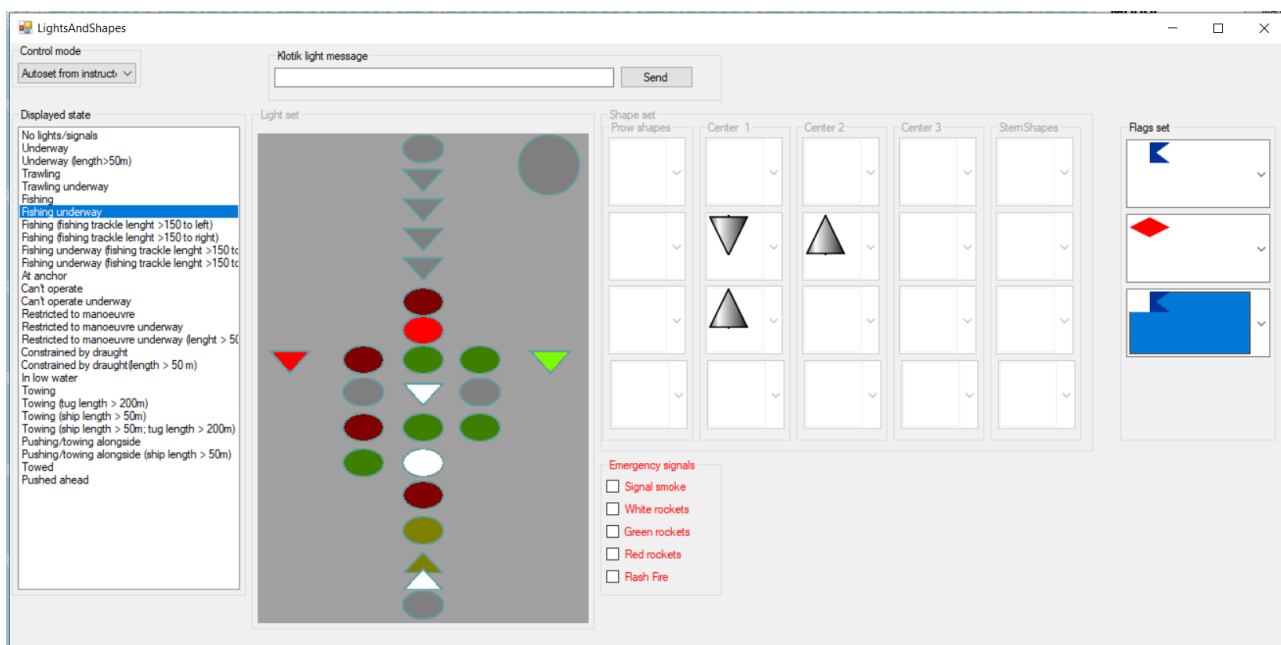 LightsAndShapes
Control mode
Autoset from instructi
Klotik light message
Send
Displayed state
No lights/signals
Underway
Underway (length>50m)
Trawling
Trawling underway
Fishing
Fishing underway
Fishing (fishing trackle lenght >150 to left)
Fishing (fishing trackle lenght >150 to right)
Fishing underway (fishing trackle lenght >150 to
Fishing underway (fishing trackle lenght >150 to
At anchor
Can't operate
Can't operate underway
Restricted to manoeuvre
Restricted to manoeuvre underway
Restricted to manoeuvre underway (lenght > 50
Constrained by draught
Constrained by draught(length > 50 m)
In low water
Towing
Towing (tug length > 200m)
Towing (ship length > 50m)
Towing (ship length > 50m; tug length > 200m)
Pushing/towing alongside
Pushing/towing alongside (ship length > 50m)
Towed
Pushed ahead
Light set
Shape set
Prow shapes
Center 1
Center 2
Center 3
StemShapes
Flags set
Emergency signals
Signal smoke
White rockets
Green rockets
Red rockets
Flash Fire